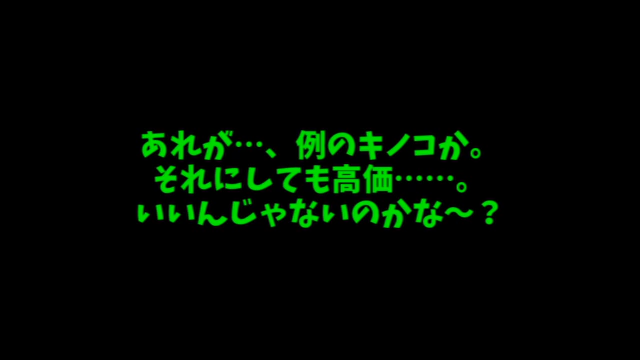 あれが…、例のキノコか。
それにしても高価……。
いいんじゃないのかな～？